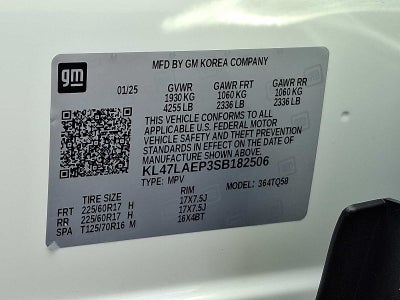 gm
MFD BY GM KOREA COMPANY
01/25 GVWR GAWR FRT GAWR RR
1930 KG 1060 KG 1060 KG
4255 LB 2336 LB 2336 LB
THIS VEHICLE CONFORMS TO ALL
APPLICABLE U.S. FEDERAL MOTOR
VEHICLE SAFETY AND THEFT PREVENTION
STANDARDS IN EFFECT ON THE DATE OF
MANUFACTURE SHOWN ABOVE.
KL47LAEP3SB182506
TYPE: MPV MODEL: 364TQ58
TIRE SIZE RIM
FRT 225/60R17 H 17X7.5J
RR 225/60R17 H 17X7.5J
SPA T125/70R16 M 16X4BT